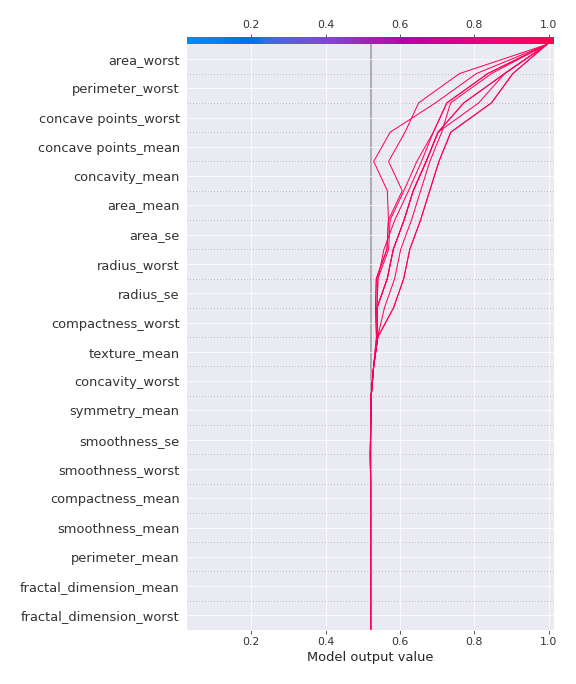 0.2 0.4 0.6 0.8 1.0
area_worst
perimeter_worst
concave points_worst
concave points_mean
concavity_mean
area_mean
area_se
radius_worst
radius_se
compactness_worst
texture_mean
concavity_worst
symmetry_mean
smoothness_se
smoothness_worst
compactness_mean
smoothness_mean
perimeter_mean
fractal_dimension_mean
fractal_dimension_worst
0.2 0.4 0.6 0.8 1.0
Model output value